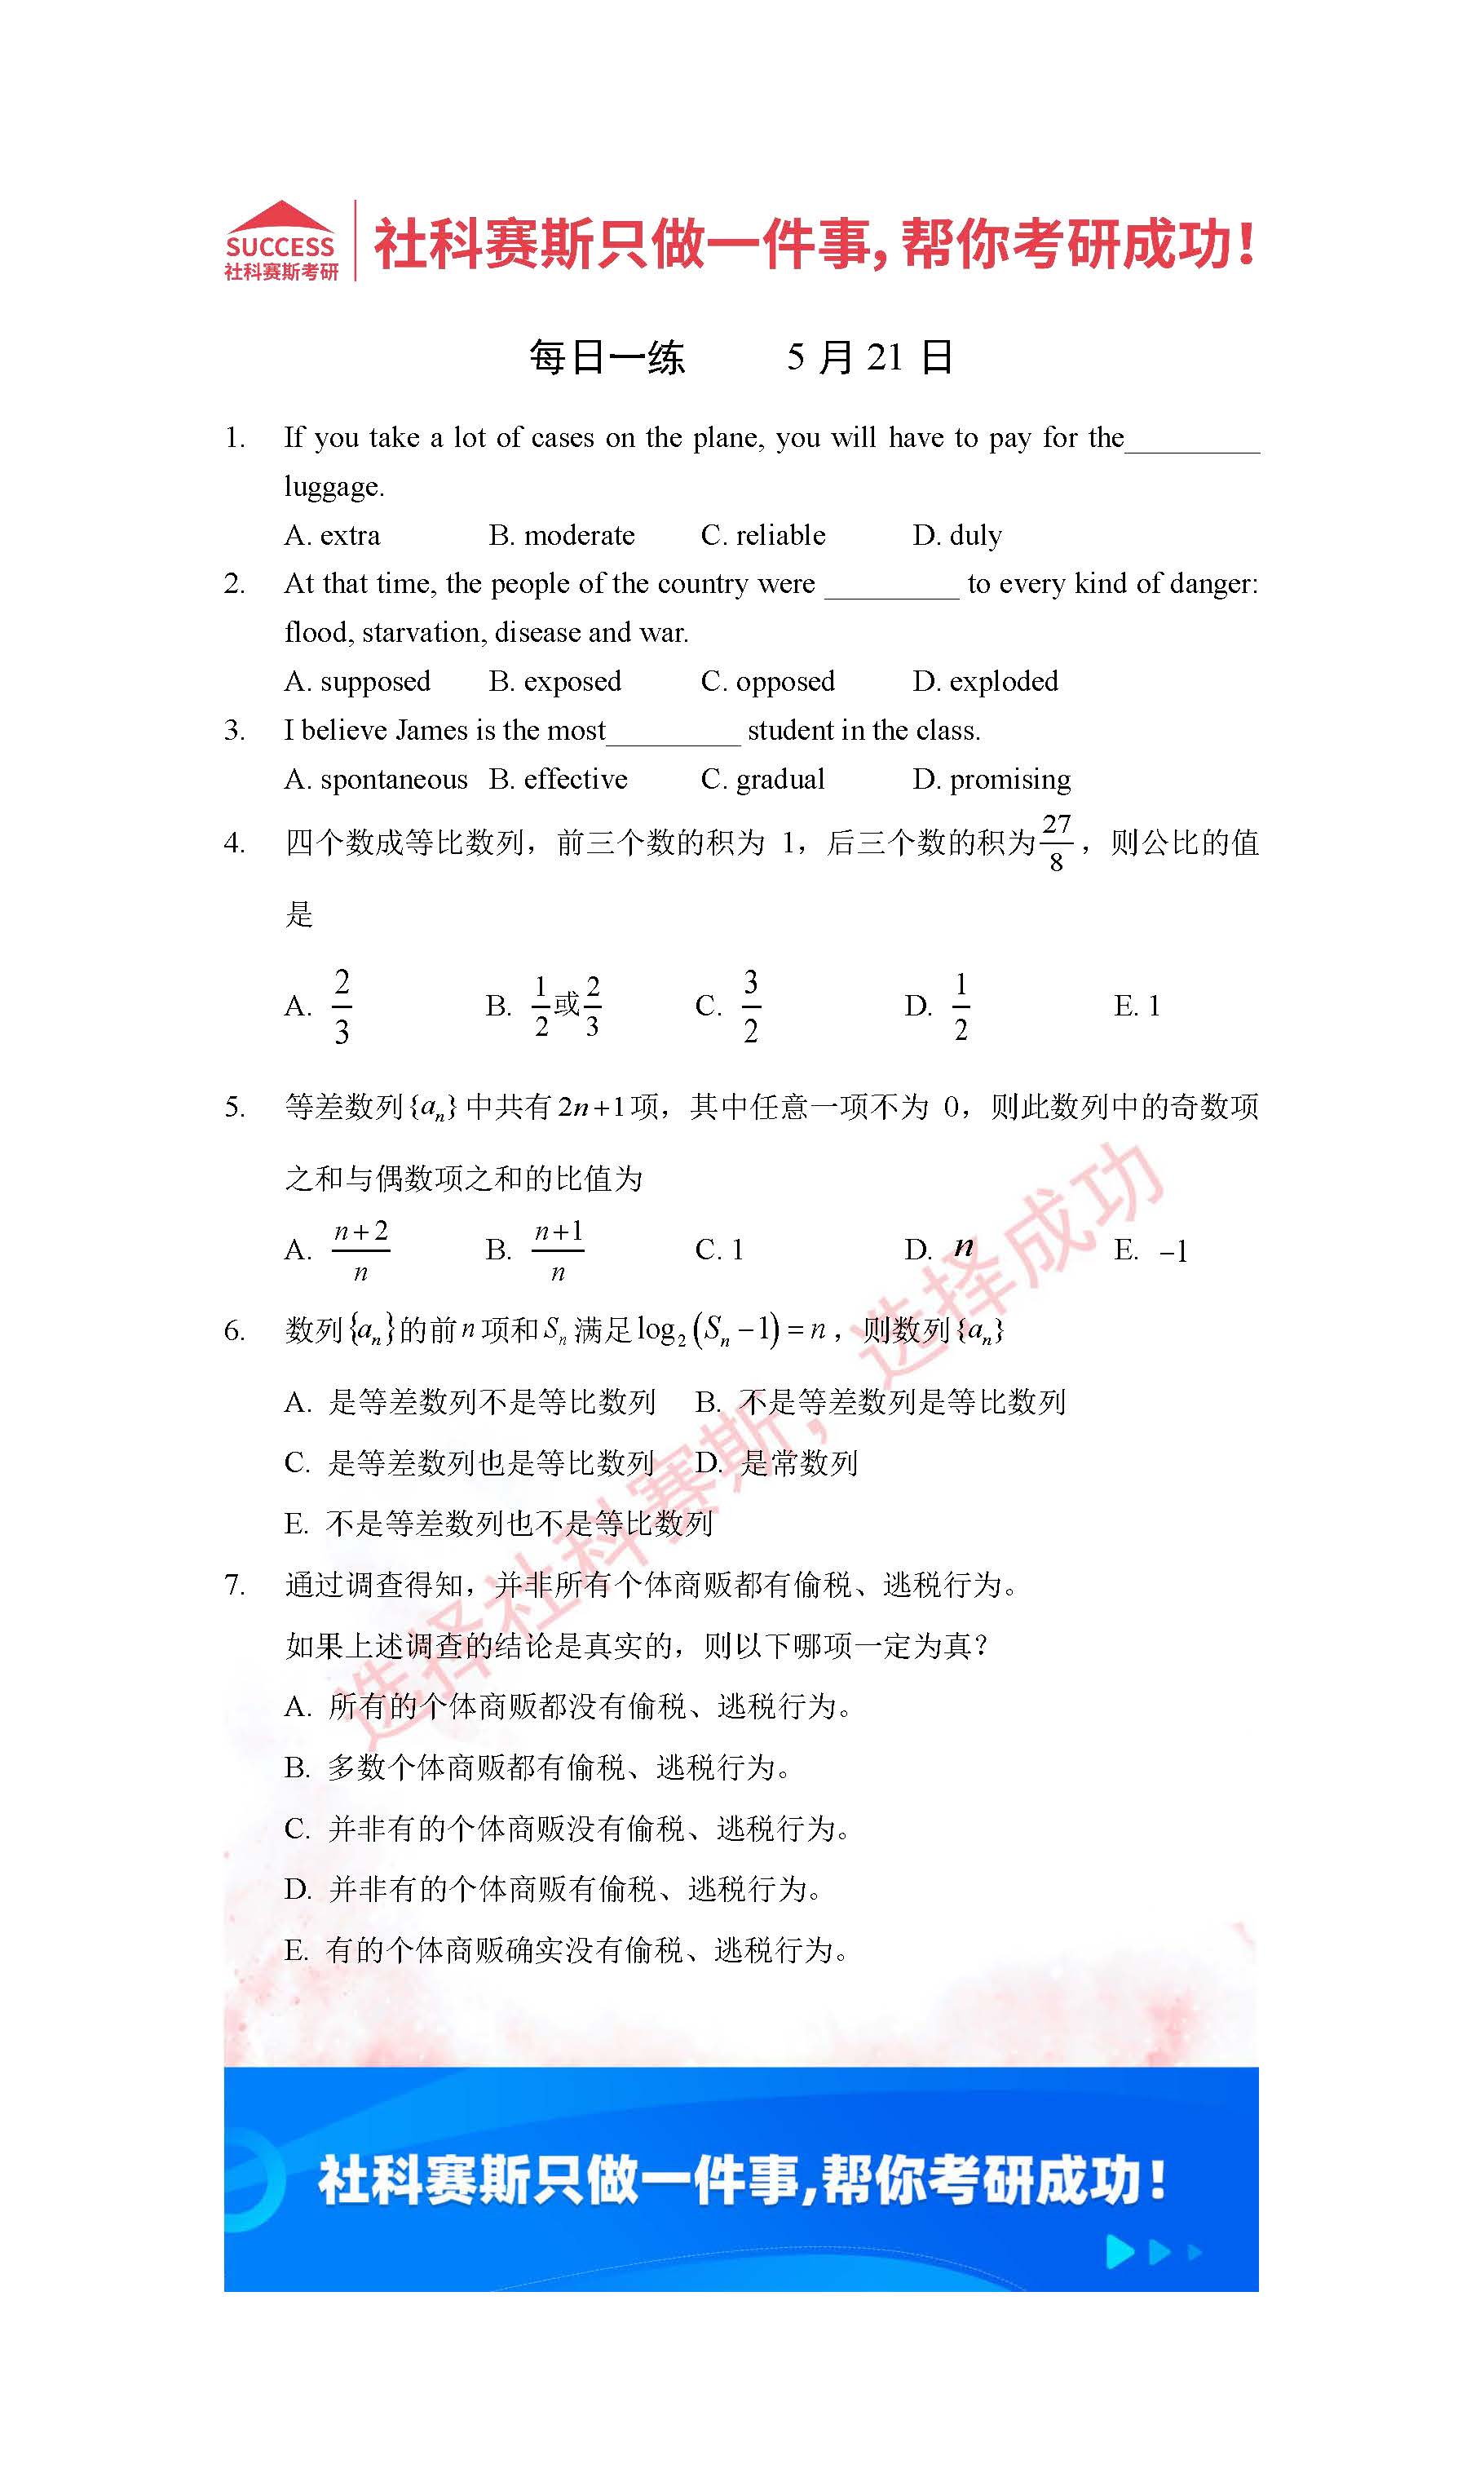 SUCCESS
社科赛斯考研
社科赛斯只做一件事,帮你考研成功!
每日一练 5 月 21 日
1. If you take a lot of cases on the plane, you will have to pay for the_________
luggage.
A. extra B. moderate C. reliable D. duly
2. At that time, the people of the country were _________ to every kind of danger:
flood, starvation, disease and war.
A. supposed B. exposed C. opposed D. exploded
3. I believe James is the most_________ student in the class.
A. spontaneous B. effective C. gradual D. promising
4. 四个数成等比数列，前三个数的积为 1，后三个数的积为27/8，则公比的值
是
A. 2/3 B. 1/2或2/3 C. 3/2 D. 1/2 E. 1
5. 等差数列{aₙ}中共有2n+1项，其中任意一项不为 0，则此数列中的奇数项
之和与偶数项之和的比值为
A. (n+2)/n B. (n+1)/n C. 1 D. n E. −1
6. 数列{aₙ}的前n项和Sₙ满足log₂(Sₙ−1)=n，则数列{aₙ}
A. 是等差数列不是等比数列 B. 不是等差数列是等比数列
C. 是等差数列也是等比数列 D. 是常数列
E. 不是等差数列也不是等比数列
7. 通过调查得知，并非所有个体商贩都有偷税、逃税行为。
如果上述调查的结论是真实的，则以下哪项一定为真？
A. 所有的个体商贩都没有偷税、逃税行为。
B. 多数个体商贩都有偷税、逃税行为。
C. 并非有的个体商贩没有偷税、逃税行为。
D. 并非有的个体商贩有偷税、逃税行为。
E. 有的个体商贩确实没有偷税、逃税行为。
选择社科赛斯，选择成功
社科赛斯只做一件事,帮你考研成功!